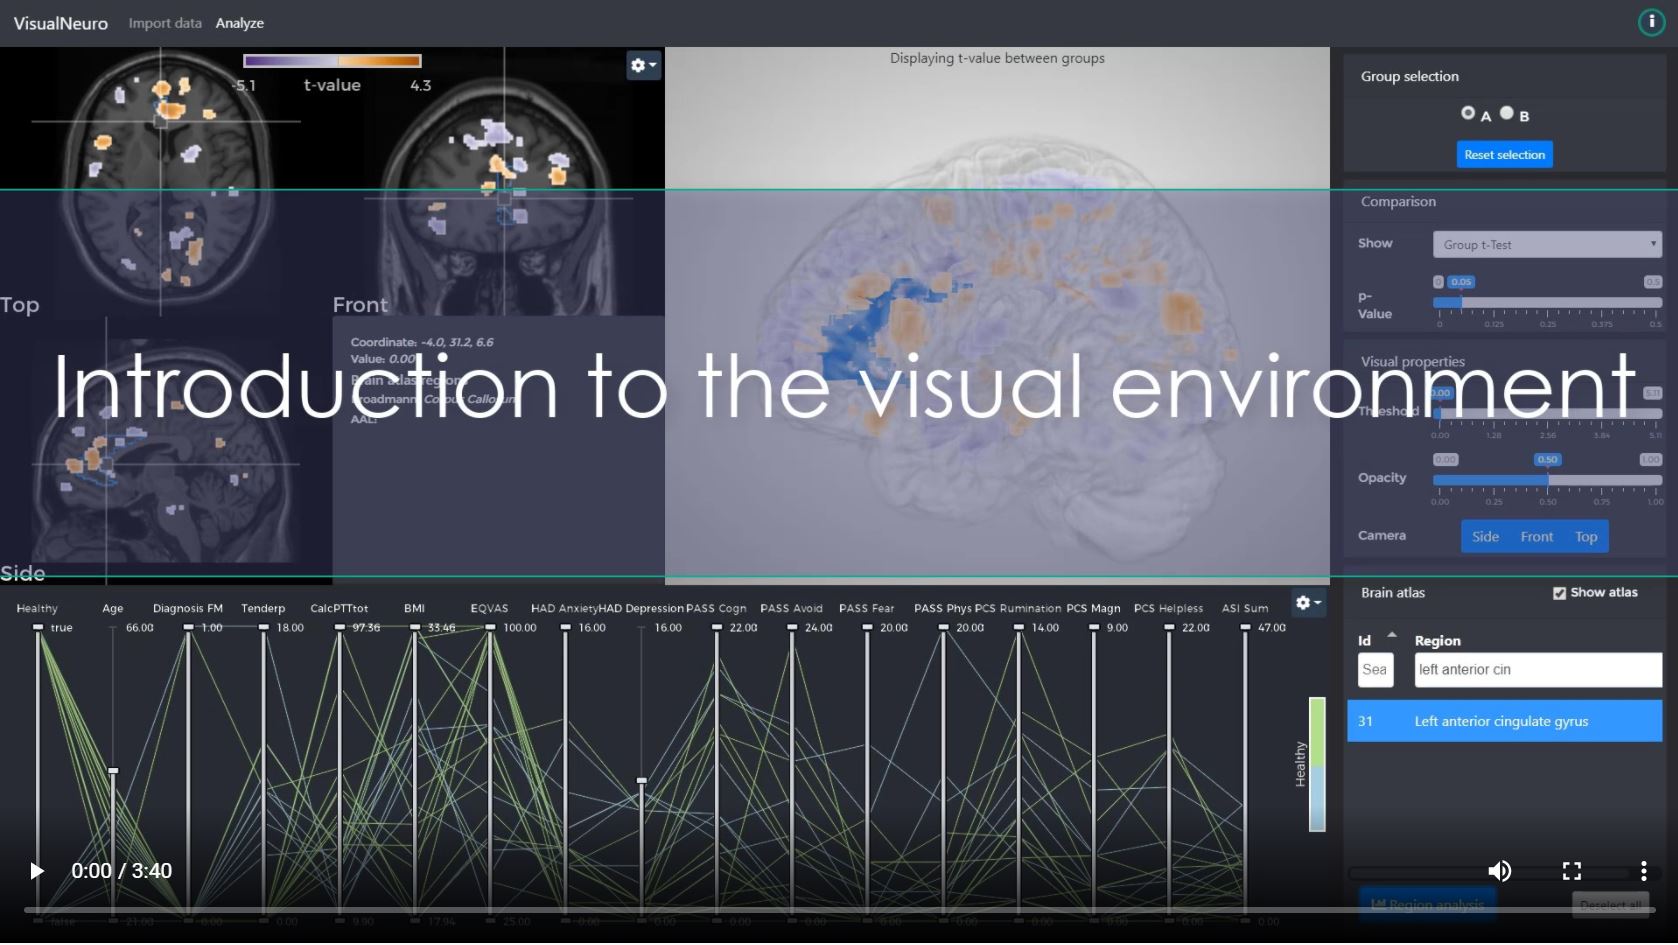 VisualNeuro Import data Analyze
i
-5.1 t-value 4.3
Displaying t-value between groups
Top
Front
Side
Coordinate: -4.0, 31.2, 6.6
Value: 0.00
Brain atlas regions
Broadmann: Corpus Callosum
AAL:
Introduction to the visual environment
Group selection
A B
Reset selection
Comparison
Show Group t-Test
0 0.05 0.5
p-Value
0 0.125 0.25 0.375 0.5
Visual properties
0.00 5.11
Threshold
0.00 1.28 2.56 3.84 5.11
0.00 0.50 1.00
Opacity
0.00 0.25 0.50 0.75 1.00
Camera Side Front Top
Brain atlas Show atlas
Id Region
Sea left anterior cin
31 Left anterior cingulate gyrus
Region analysis Deselect all
Healthy Age Diagnosis FM Tenderp CalcPTTtot BMI EQVAS HAD Anxiety HAD Depression PASS Cogn PASS Avoid PASS Fear PASS Phys PCS Rumination PCS Magn PCS Helpless ASI Sum
true 66.00 1.00 18.00 97.36 33.46 100.00 16.00 16.00 22.00 24.00 20.00 20.00 14.00 9.00 22.00 47.00
Healthy
0:00 / 3:40
false 21.00 0.00 0.00 9.90 17.94 25.00 0.00 0.00 0.00 0.00 0.00 0.00 0.00 0.00 0.00 0.00